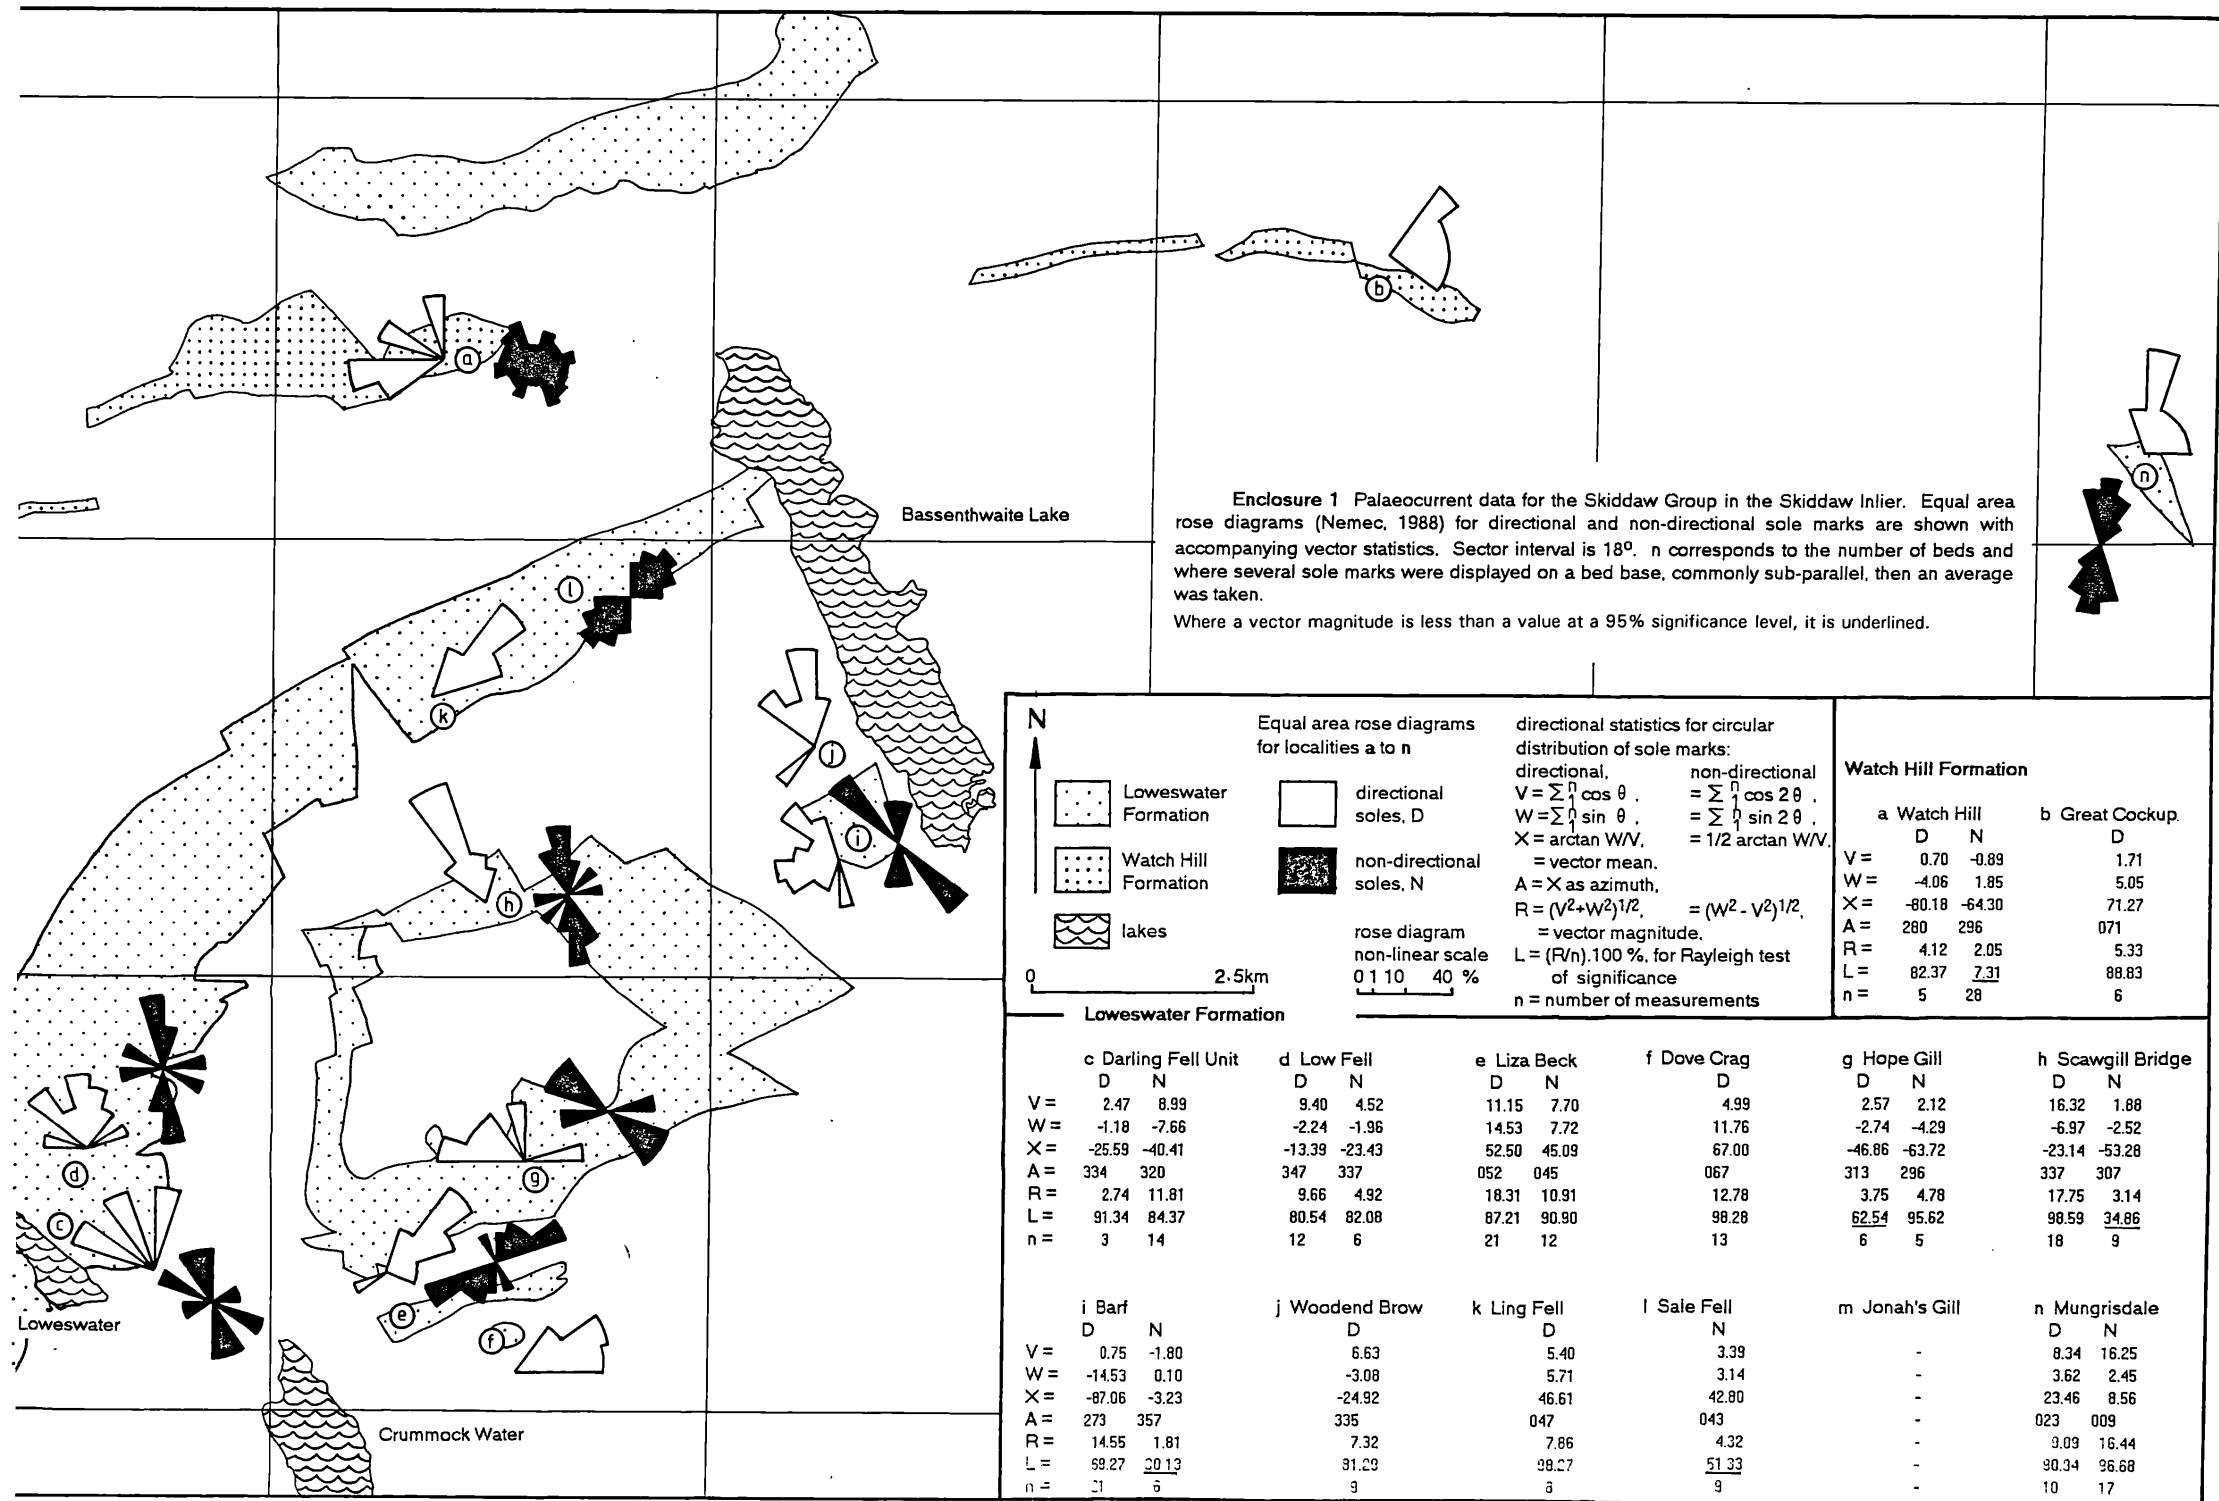 a
b
n
Bassenthwaite Lake
Enclosure 1 Palaeocurrent data for the Skiddaw Group in the Skiddaw Inlier. Equal area
rose diagrams (Nemec, 1988) for directional and non-directional sole marks are shown with
accompanying vector statistics. Sector interval is 18º. n corresponds to the number of beds and
where several sole marks were displayed on a bed base, commonly sub-parallel, then an average
was taken.
Where a vector magnitude is less than a value at a 95% significance level, it is underlined.
l
k
j
i
h
g
d
c
e
f
Loweswater
Crummock Water
N
0 2·5km
Loweswater
Formation
Watch Hill
Formation
lakes
Equal area rose diagrams
for localities a to n
directional
soles, D
non-directional
soles, N
rose diagram
non-linear scale
0 1 10 40 %
directional statistics for circular
distribution of sole marks:
directional, non-directional
V = ∑ⁿ₁ cos θ , = ∑ⁿ₁ cos 2θ ,
W = ∑ⁿ₁ sin θ , = ∑ⁿ₁ sin 2θ ,
X = arctan W/V, = 1/2 arctan W/V,
= vector mean.
A = X as azimuth,
R = (V²+W²)1/2, = (W² - V²)1/2,
= vector magnitude,
L = (R/n).100 %, for Rayleigh test
of significance
n = number of measurements
Watch Hill Formation
a Watch Hill b Great Cockup.
D N D
V = 0.70 -0.89 1.71
W = -4.06 1.85 5.05
X = -80.18 -64.30 71.27
A = 280 296 071
R = 4.12 2.05 5.33
L = 82.37 7.31 88.83
n = 5 28 6
Loweswater Formation
c Darling Fell Unit d Low Fell e Liza Beck f Dove Crag g Hope Gill h Scawgill Bridge
D N D N D N D D N D N
V = 2.47 8.99 9.40 4.52 11.15 7.70 4.99 2.57 2.12 16.32 1.88
W = -1.18 -7.66 -2.24 -1.96 14.53 7.72 11.76 -2.74 -4.29 -6.97 -2.52
X = -25.59 -40.41 -13.39 -23.43 52.50 45.09 67.00 -46.86 -63.72 -23.14 -53.28
A = 334 320 347 337 052 045 067 313 296 337 307
R = 2.74 11.81 9.66 4.92 18.31 10.91 12.78 3.75 4.78 17.75 3.14
L = 91.34 84.37 80.54 82.08 87.21 90.90 98.28 62.54 95.62 98.59 34.86
n = 3 14 12 6 21 12 13 6 5 18 9
i Barf j Woodend Brow k Ling Fell l Sale Fell m Jonah's Gill n Mungrisdale
D N D D N D N
V = 0.75 -1.80 6.63 5.40 3.39 - 8.34 16.25
W = -14.53 0.10 -3.08 5.71 3.14 - 3.62 2.45
X = -87.06 -3.23 -24.92 46.61 42.80 - 23.46 8.56
A = 273 357 335 047 043 - 023 009
R = 14.55 1.81 7.32 7.86 4.32 - 9.09 16.44
L = 69.27 30.13 81.29 98.27 51.33 - 90.94 96.68
n = 21 6 9 8 9 - 10 17